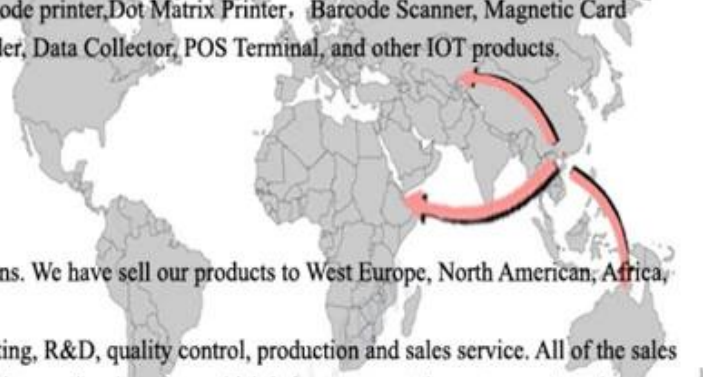 ode printer,Dot Matrix Printer， Barcode Scanner, Magnetic Card
ler, Data Collector, POS Terminal, and other IOT products.
ns. We have sell our products to West Europe, North American, Africa,
ting, R&D, quality control, production and sales service. All of the sales